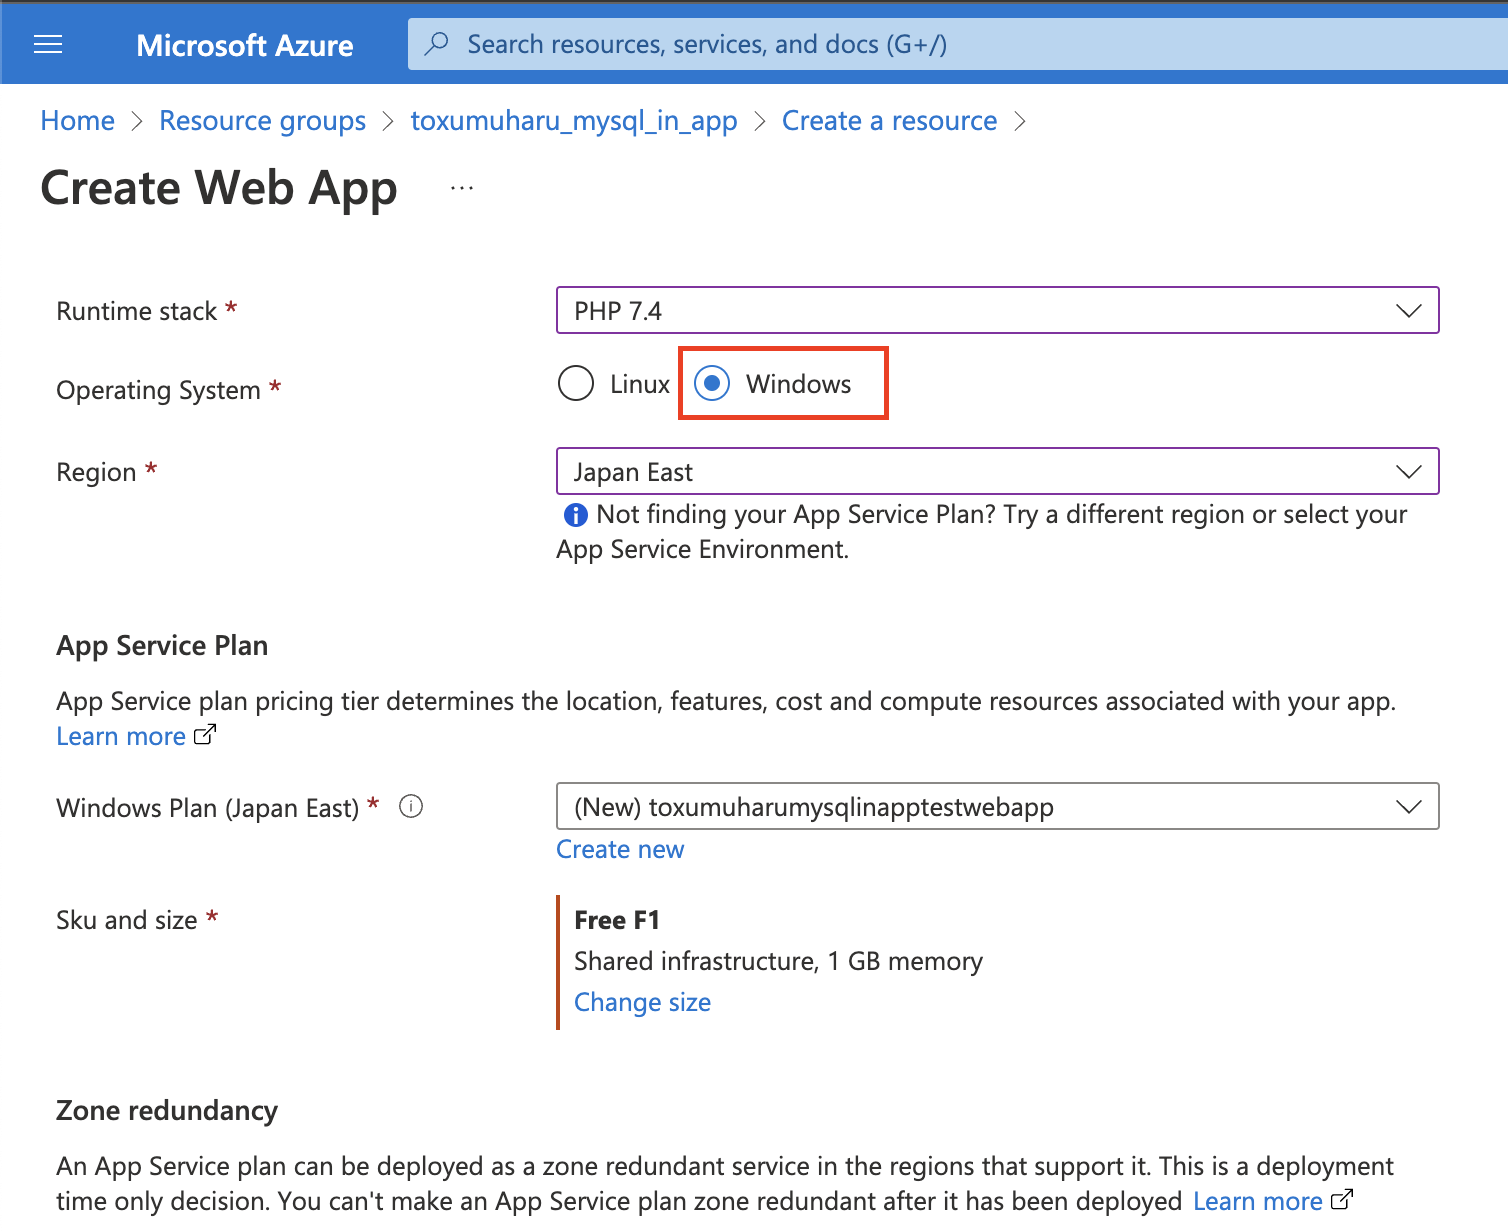 Microsoft Azure
Search resources, services, and docs (G+/)
Home > Resource groups > toxumuharu_mysql_in_app > Create a resource >
Create Web App ...
Runtime stack *
PHP 7.4
Operating System *
Linux
Windows
Region *
Japan East
Not finding your App Service Plan? Try a different region or select your
App Service Environment.
App Service Plan
App Service plan pricing tier determines the location, features, cost and compute resources associated with your app.
Learn more
Windows Plan (Japan East) *
(New) toxumuharumysqlinapptestwebapp
Create new
Sku and size *
Free F1
Shared infrastructure, 1 GB memory
Change size
Zone redundancy
An App Service plan can be deployed as a zone redundant service in the regions that support it. This is a deployment
time only decision. You can't make an App Service plan zone redundant after it has been deployed Learn more